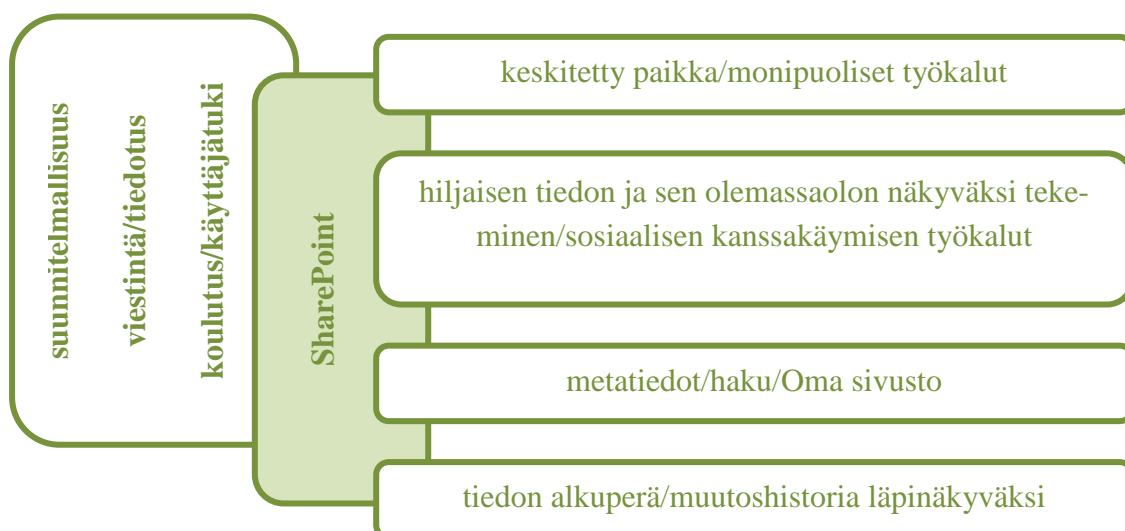 suunnitelmallisuus
viestintä/tiedotus
koulutus/käyttäjätuki
SharePoint
keskitetty paikka/monipuoliset työkalut
hiljaisen tiedon ja sen olemassaolon näkyväksi teke-
minen/sosiaalisen kanssakäymisen työkalut
metatiedot/haku/Oma sivusto
tiedon alkuperä/muutoshistoria läpinäkyväksi